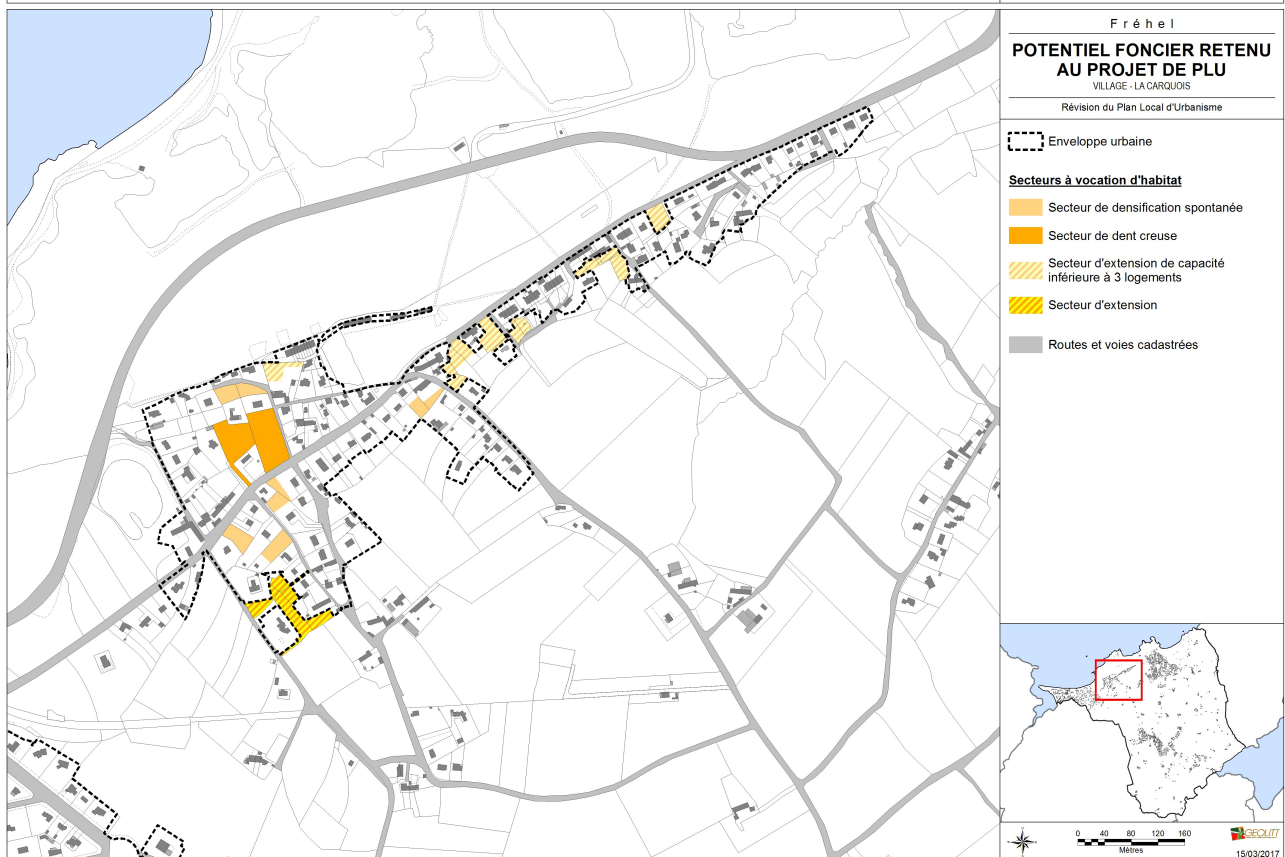 Fréhel
POTENTIEL FONCIER RETENU
AU PROJET DE PLU
VILLAGE - LA CARQUOIS
Révision du Plan Local d'Urbanisme
Enveloppe urbaine
Secteurs à vocation d'habitat
Secteur de densification spontanée
Secteur de dent creuse
Secteur d'extension de capacité
inférieure à 3 logements
Secteur d'extension
Routes et voies cadastrées
0 40 80 120 160
Mètres
GEOLITT
15/03/2017